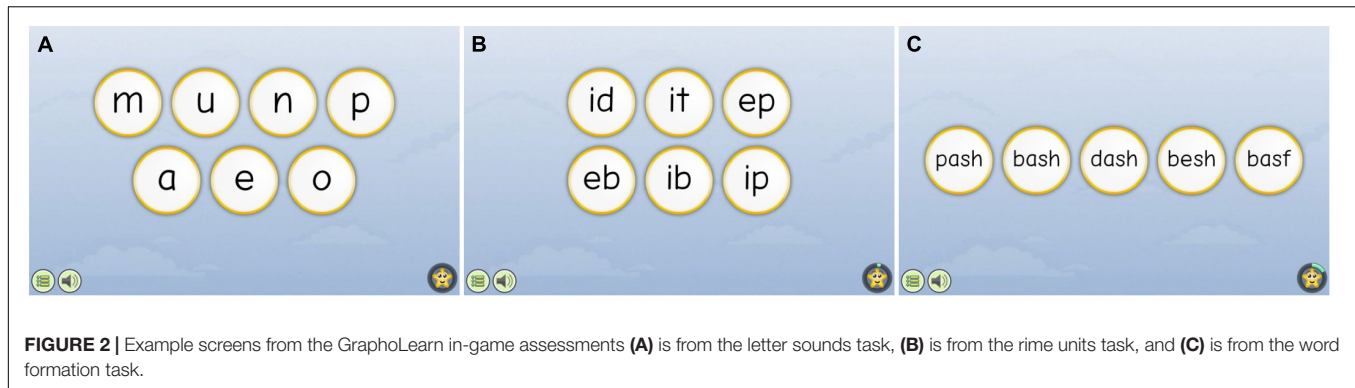 A
m u n p
a e o
B
id it ep
eb ib ip
C
pash bash dash besh basf
FIGURE 2 | Example screens from the GraphoLearn in-game assessments (A) is from the letter sounds task, (B) is from the rime units task, and (C) is from the word
formation task.